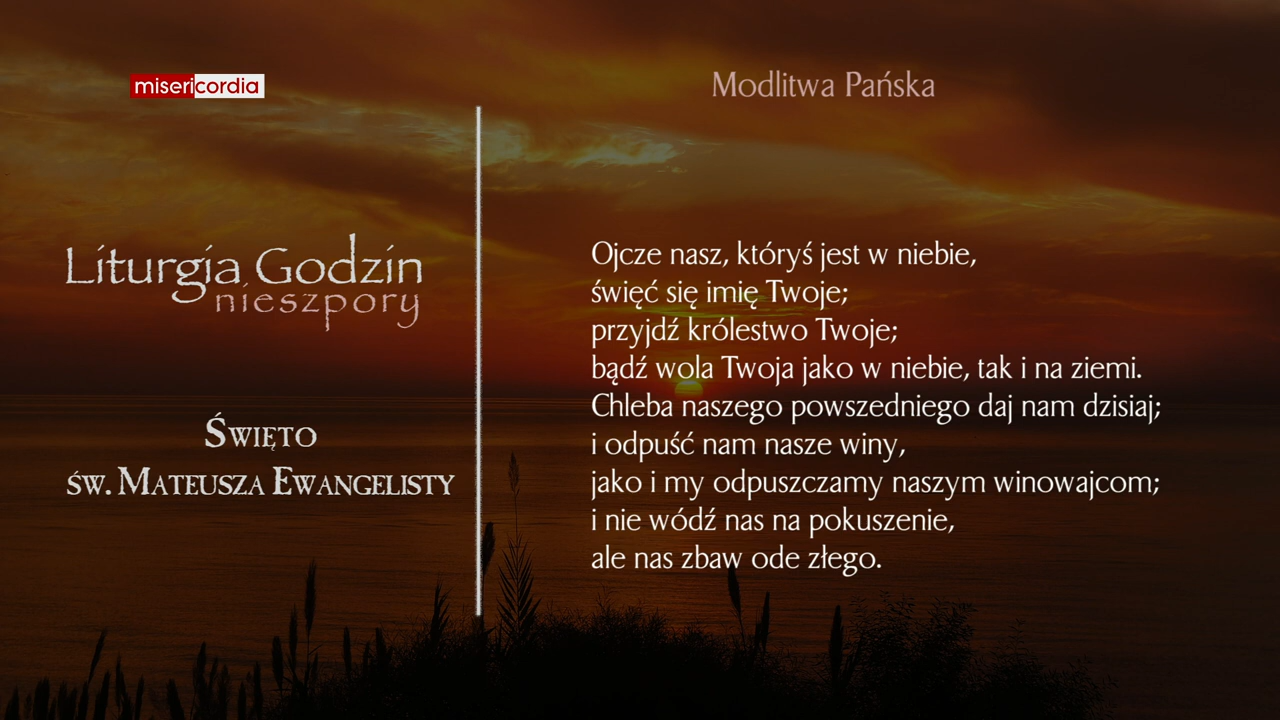 misericordia
Liturgia Godzin
nieszpory
Święto
św. Mateusza Ewangelisty
Modlitwa Pańska
Ojcze nasz, któryś jest w niebie,
święć się imię Twoje;
przyjdź królestwo Twoje;
bądź wola Twoja jako w niebie, tak i na ziemi.
Chleba naszego powszedniego daj nam dzisiaj;
i odpuść nam nasze winy,
jako i my odpuszczamy naszym winowajcom;
i nie wódź nas na pokuszenie,
ale nas zbaw ode złego.